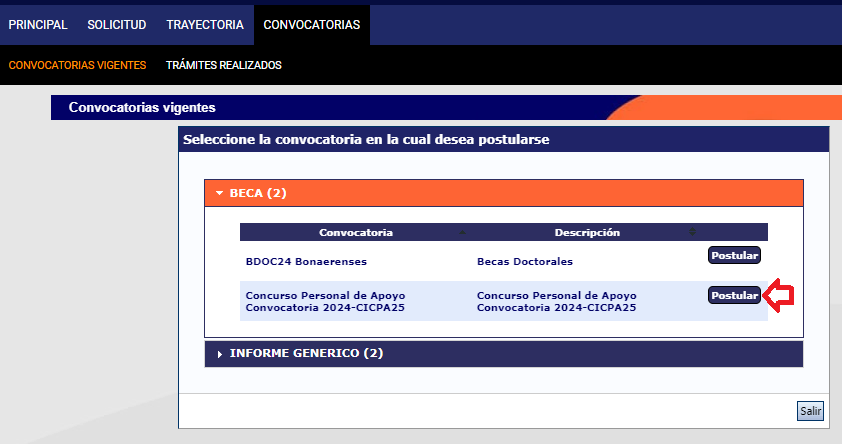 PRINCIPAL SOLICITUD TRAYECTORIA CONVOCATORIAS
CONVOCATORIAS VIGENTES TRÁMITES REALIZADOS
Convocatorias vigentes
Seleccione la convocatoria en la cual desea postularse
BECA (2)
Convocatoria Descripción
BDOC24 Bonaerenses Becas Doctorales Postular
Concurso Personal de Apoyo Concurso Personal de Apoyo Postular
Convocatoria 2024-CICPA25 Convocatoria 2024-CICPA25
INFORME GENERICO (2)
Salir